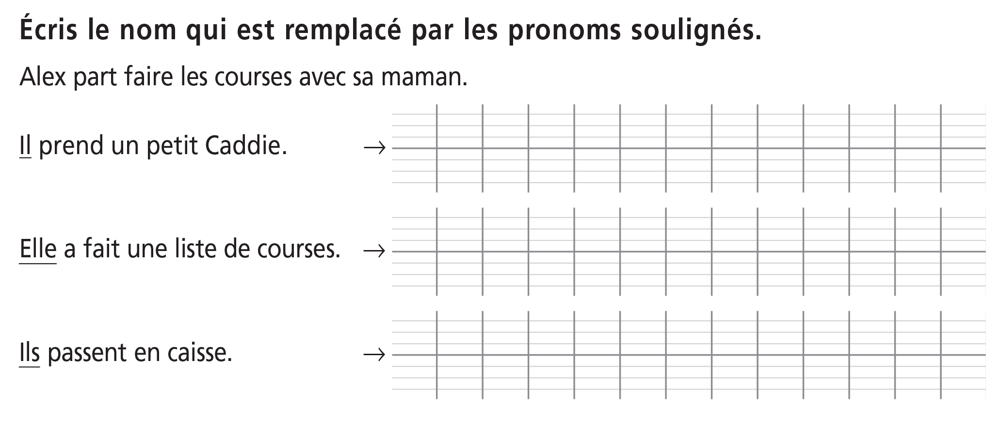 Écris le nom qui est remplacé par les pronoms soulignés.
Alex part faire les courses avec sa maman.
Il prend un petit Caddie. →
Elle a fait une liste de courses. →
Ils passent en caisse. →